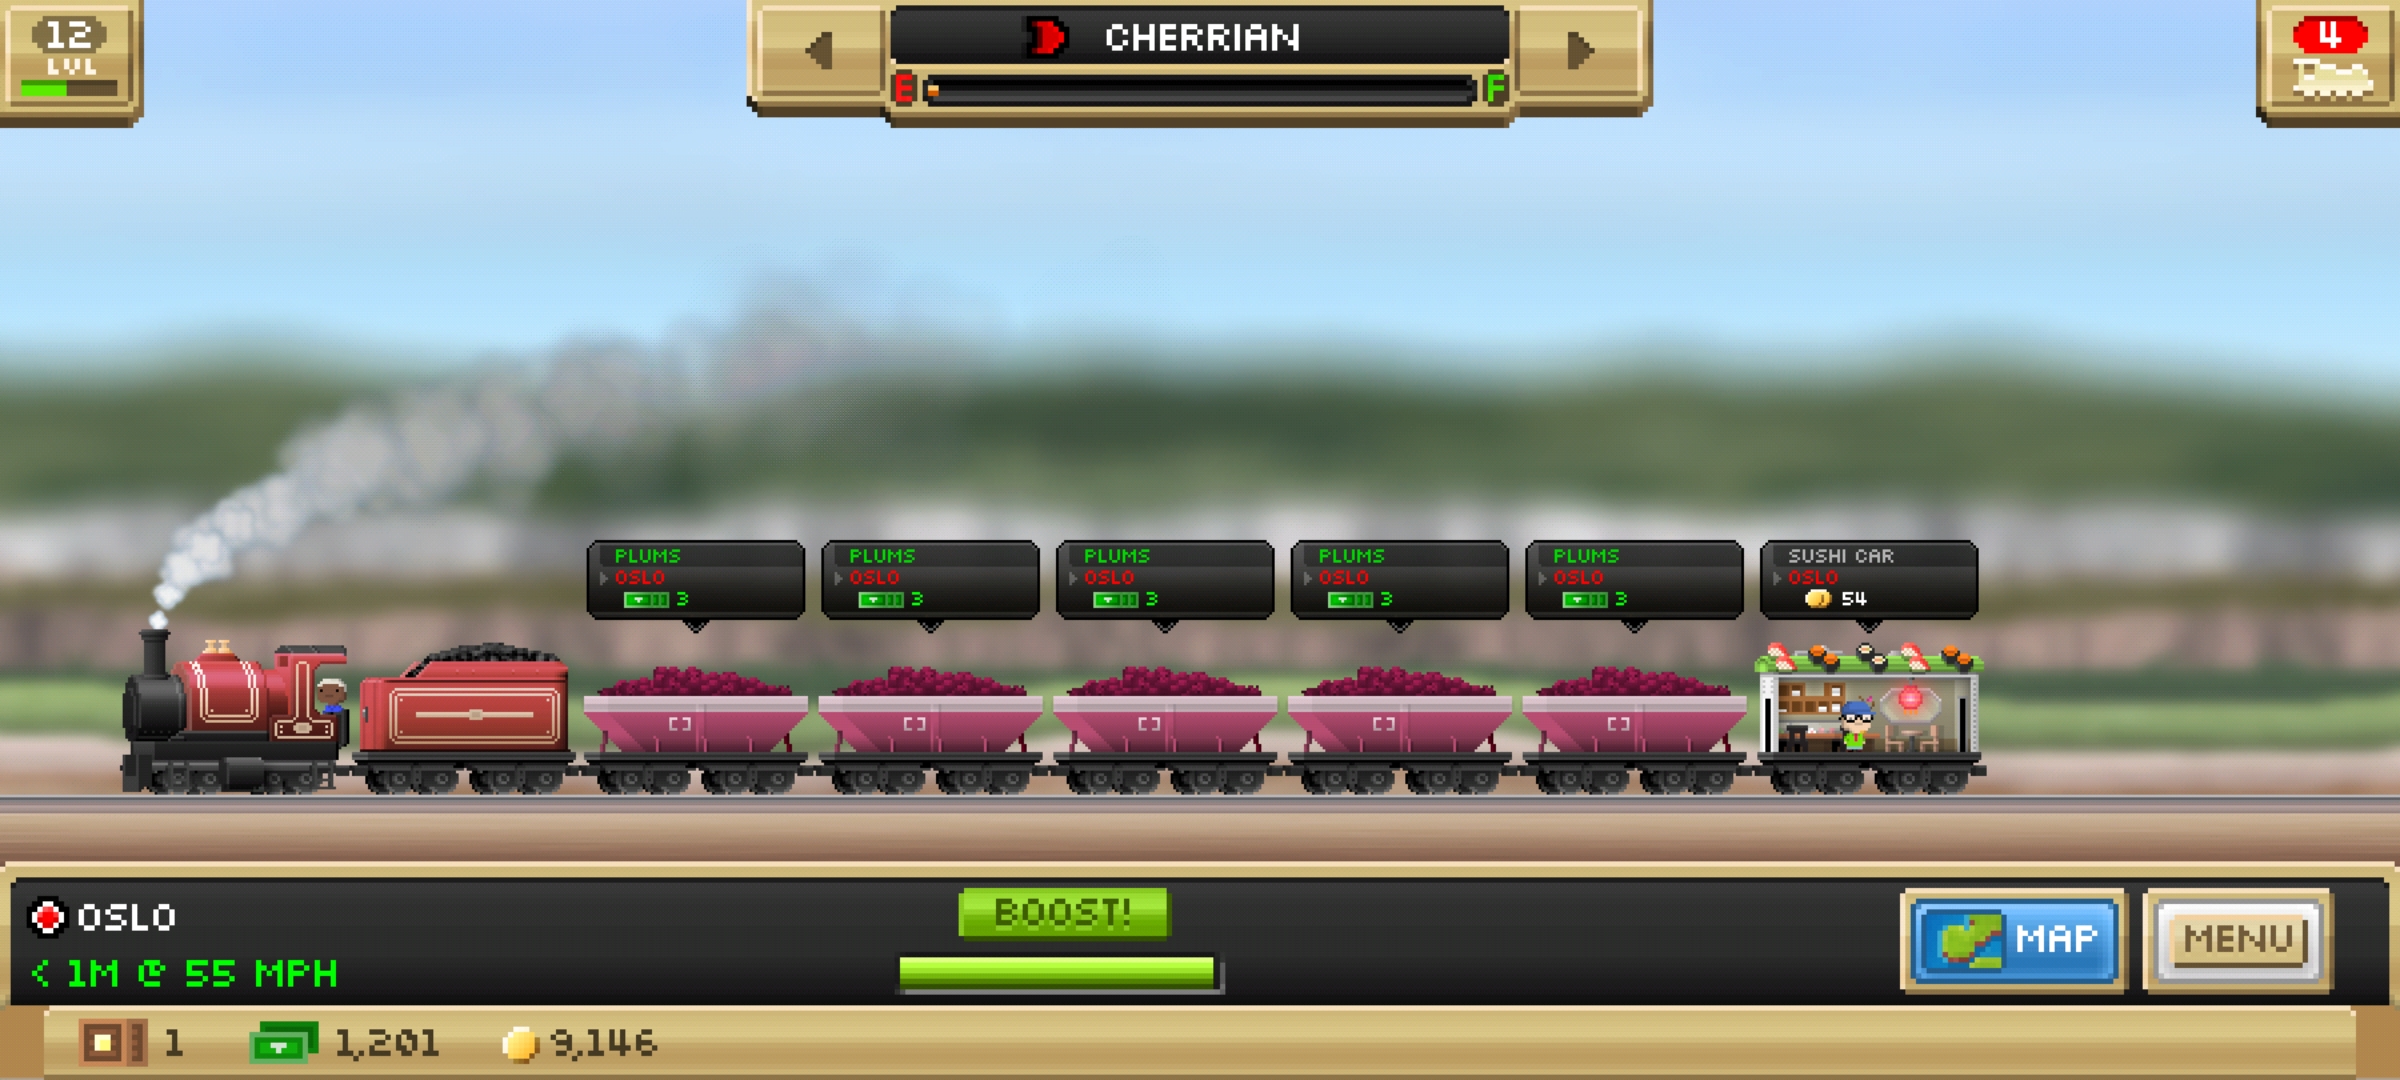 12
LVL
CHERRIAN
E F
4
PLUMS
OSLO
3
PLUMS
OSLO
3
PLUMS
OSLO
3
PLUMS
OSLO
3
PLUMS
OSLO
3
SUSHI CAR
OSLO
54
OSLO
< 1M @ 55 MPH
BOOST!
MAP
MENU
1 1,201 9,146